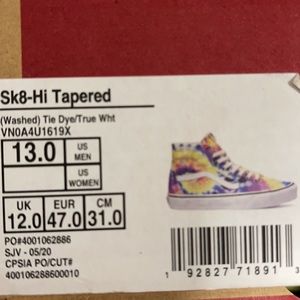 Sk8-Hi Tapered
(Washed) Tie Dye/True Wht
VN0A4U1619X
13.0 US MEN
US WOMEN
UK EUR CM
12.0 47.0 31.0
PO#4001062886
SJV - 05/20
CPSIA PO/CUT#
400106288600010
1 92827 71891 3